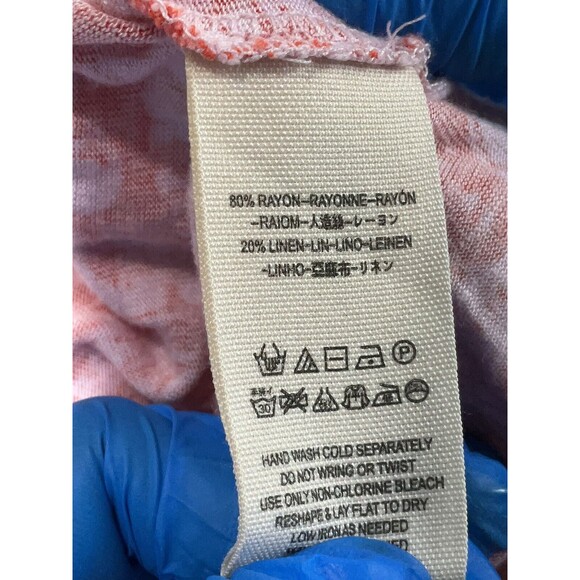 80% RAYON-RAYONNE-RAYÓN
-RAIOM-人造絲-レーヨン
20% LINEN-LIN-LINO-LEINEN
-LINHO-亞麻布-リネン
P
30
HAND WASH COLD SEPARATELY
DO NOT WRING OR TWIST
USE ONLY NON-CHLORINE BLEACH
RESHAPE & LAY FLAT TO DRY
LOW IRON AS NEEDED